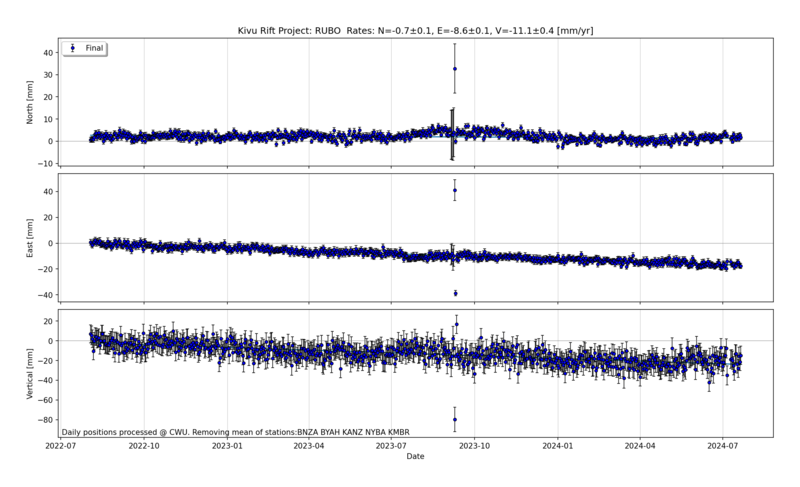 Kivu Rift Project: RUBO Rates: N=-0.7±0.1, E=-8.6±0.1, V=-11.1±0.4 [mm/yr]
Final
North [mm]
40
30
20
10
0
−10
East [mm]
40
20
0
−20
−40
Vertical [mm]
20
0
−20
−40
−60
−80
Daily positions processed @ CWU. Removing mean of stations:BNZA BYAH KANZ NYBA KMBR
2022-07 2022-10 2023-01 2023-04 2023-07 2023-10 2024-01 2024-04 2024-07
Date